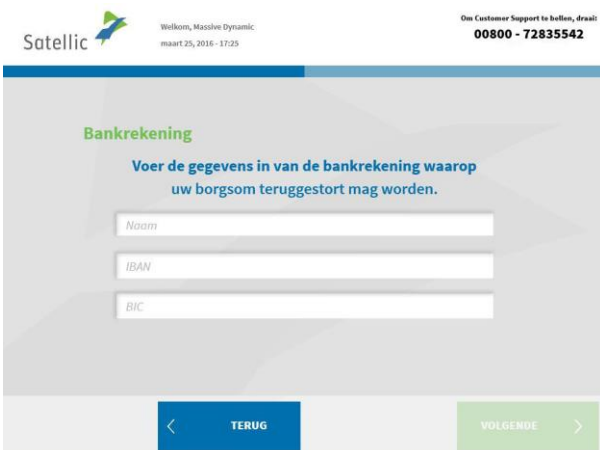 Satellic
Welkom, Massive Dynamic
maart 25, 2016 - 17:25
Om Customer Support te bellen, draai:
00800 - 72835542
Bankrekening
Voer de gegevens in van de bankrekening waarop
uw borgsom teruggestort mag worden.
Naam
IBAN
BIC
TERUG
VOLGENDE